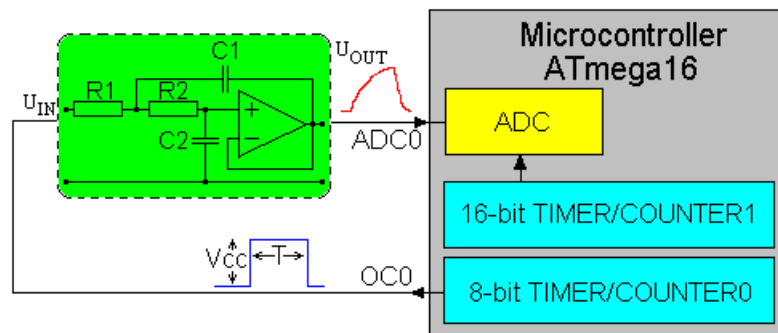 Microcontroller
ATmega16
C1
U_OUT
R1
R2
U_IN
+
−
C2
ADC
ADC0
16-bit TIMER/COUNTER1
Vcc
T
OC0
8-bit TIMER/COUNTER0